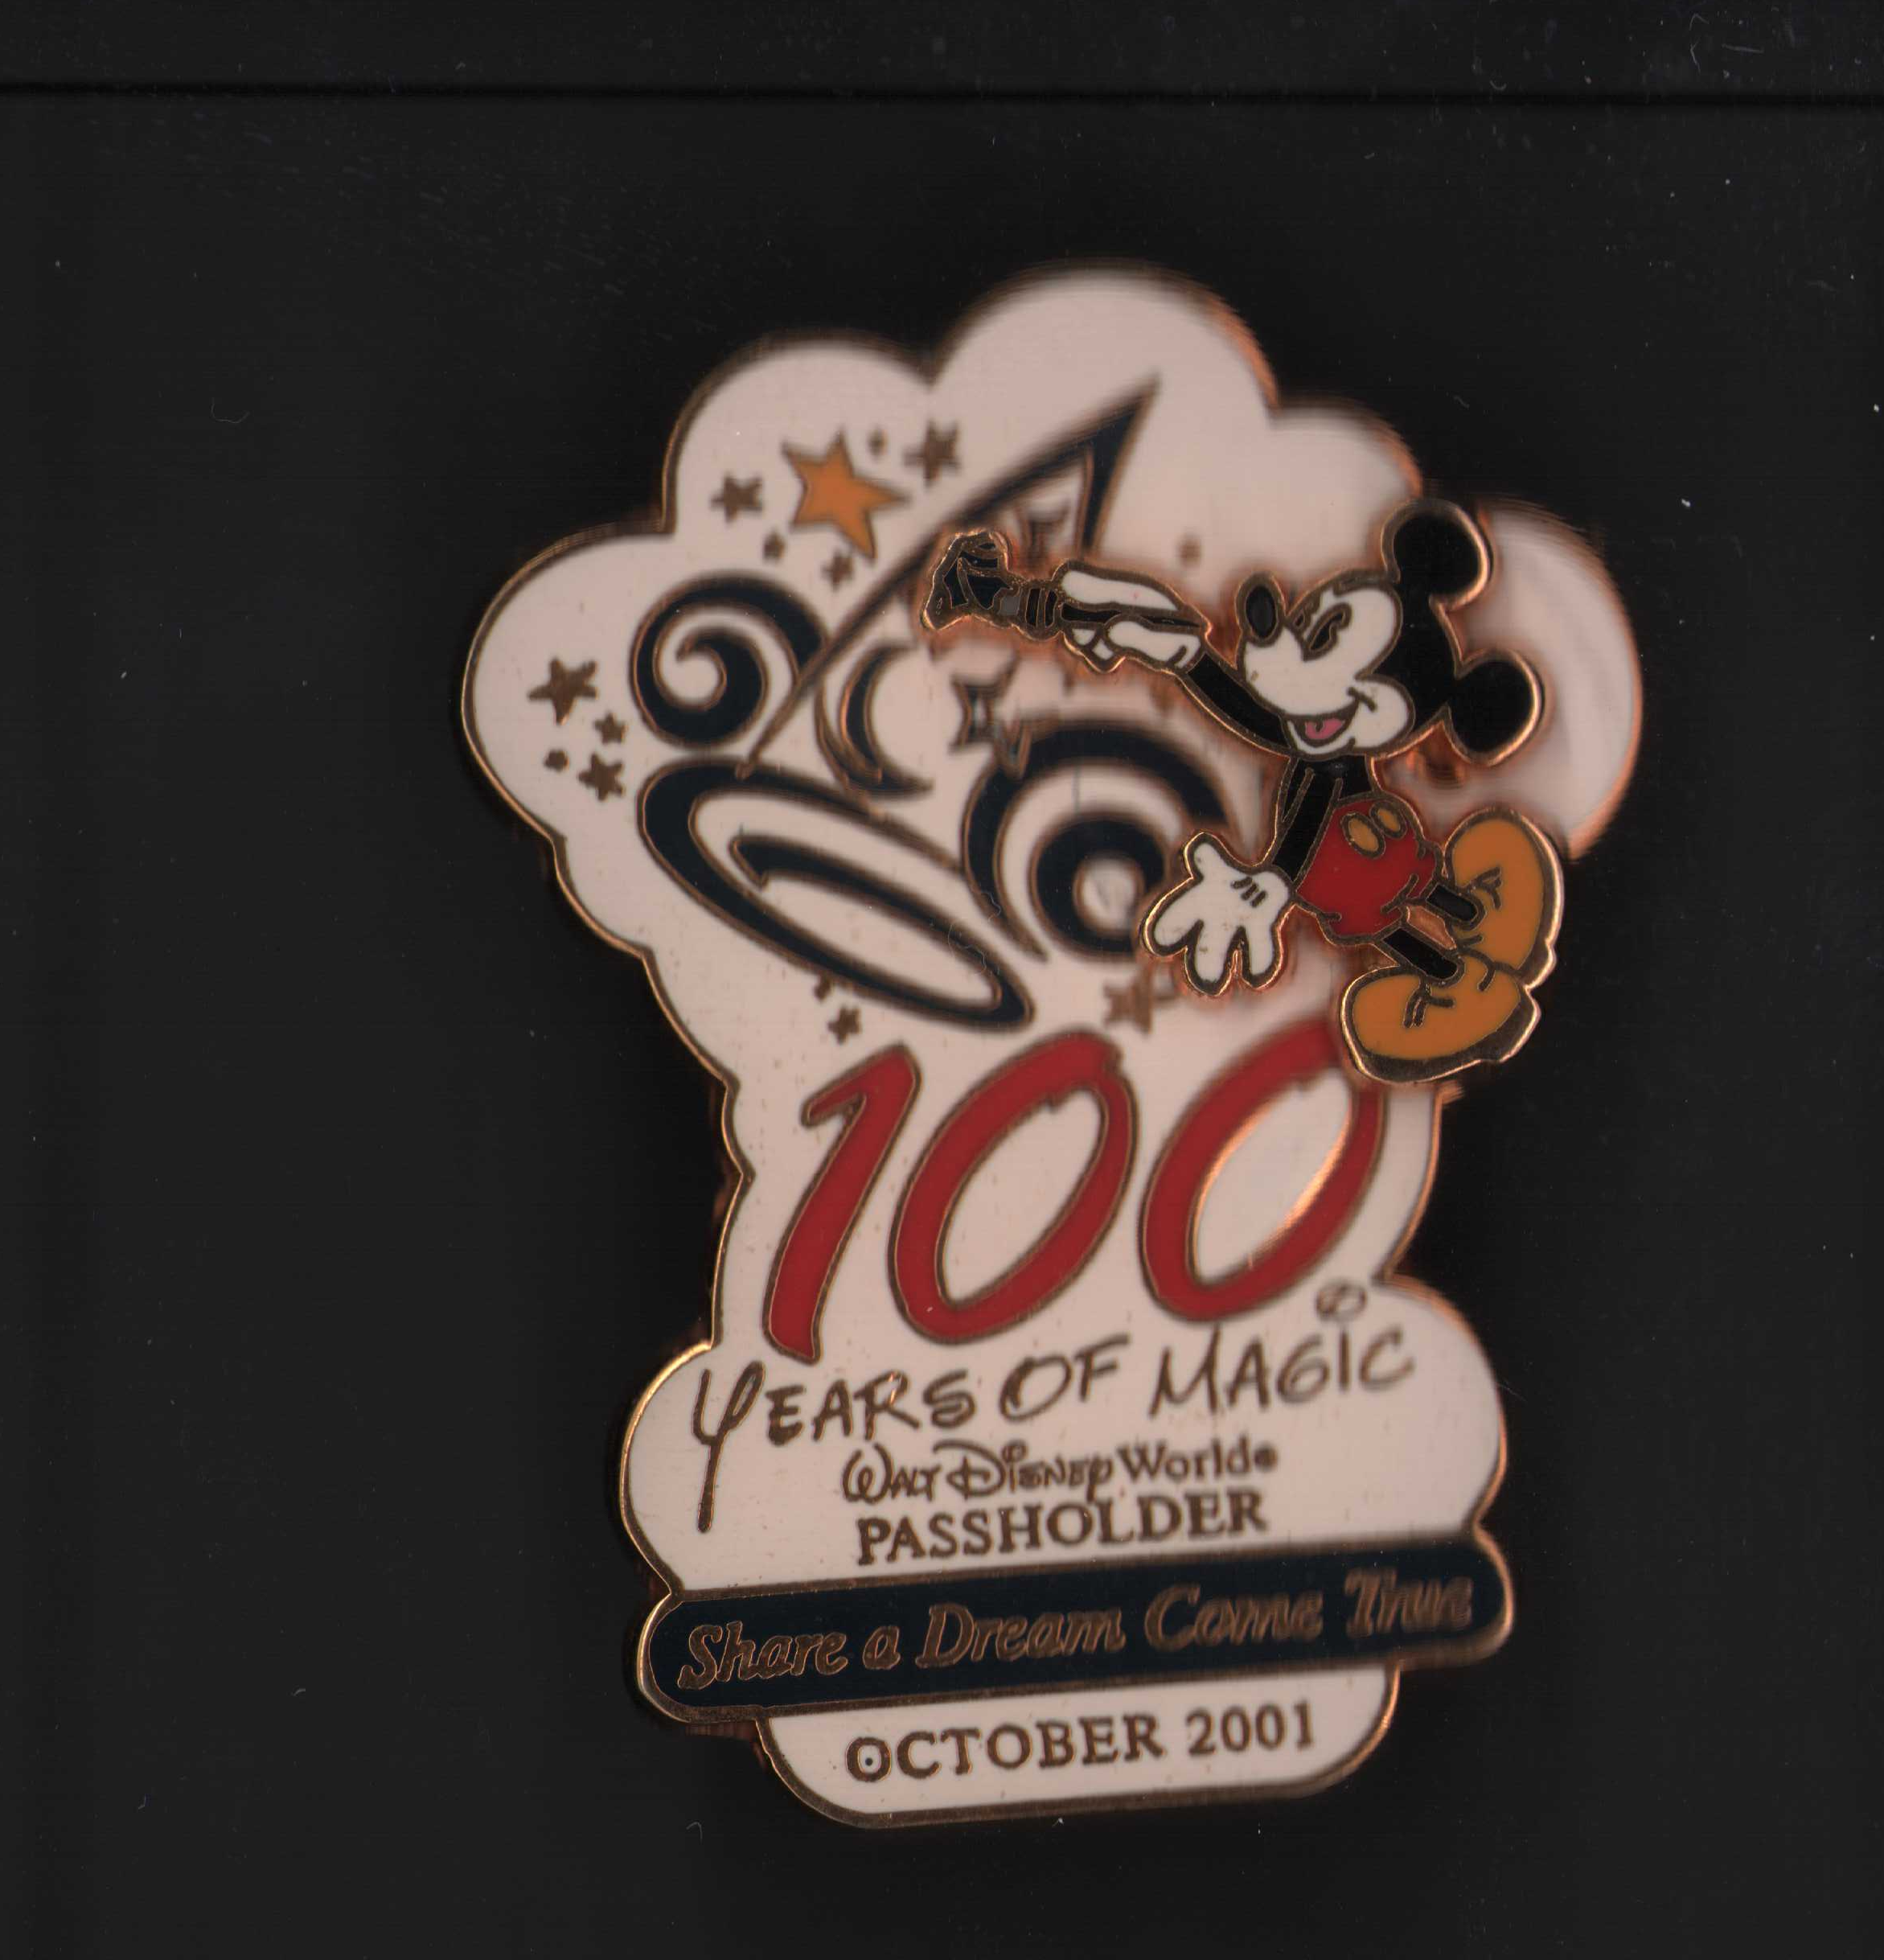 100
YEARS OF MAGIC
WALT DISNEY World®
PASSHOLDER
Share a Dream Come True
OCTOBER 2001